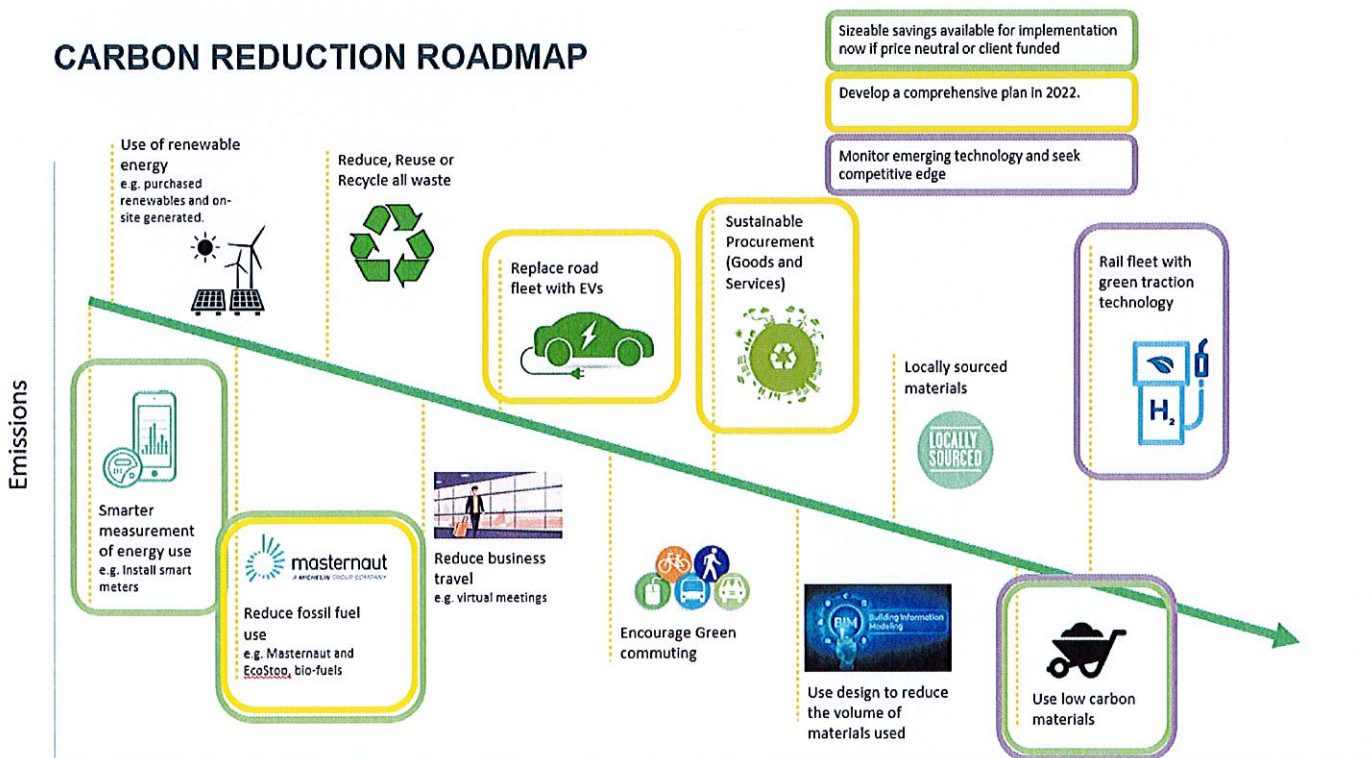 CARBON REDUCTION ROADMAP
Sizeable savings available for implementation
now if price neutral or client funded
Develop a comprehensive plan in 2022.
Monitor emerging technology and seek
competitive edge
Emissions
Use of renewable
energy
e.g. purchased
renewables and on-
site generated.
Reduce, Reuse or
Recycle all waste
Replace road
fleet with EVs
Sustainable
Procurement
(Goods and
Services)
Locally sourced
materials
LOCALLY
SOURCED
Rail fleet with
green traction
technology
H2
Smarter
measurement
of energy use
e.g. Install smart
meters
masternaut
A MICHELIN GROUP COMPANY
Reduce fossil fuel
use
e.g. Masternaut and
EcoStop, bio-fuels
Reduce business
travel
e.g. virtual meetings
Encourage Green
commuting
BIM
Building Information
Modeling
Use design to reduce
the volume of
materials used
Use low carbon
materials